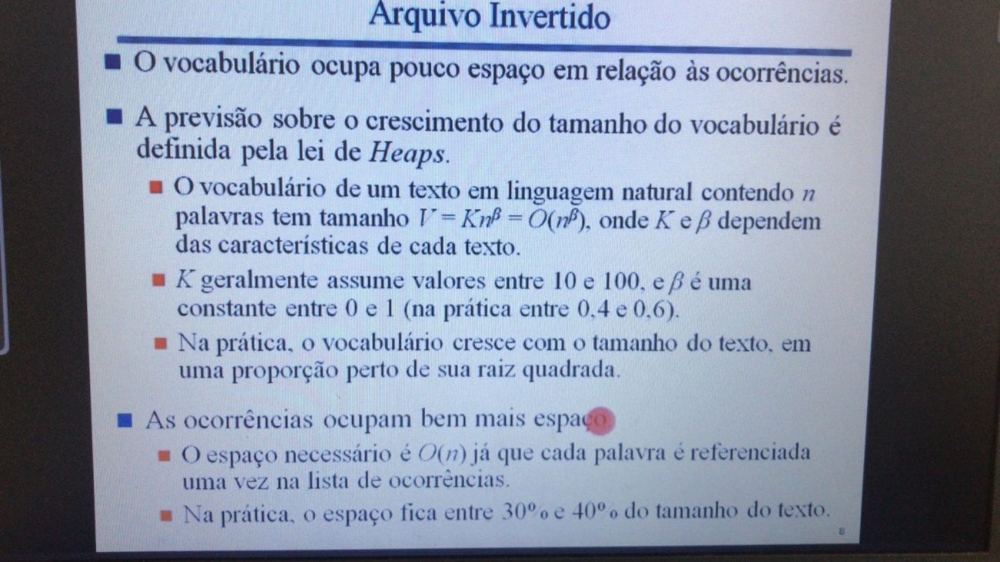 Arquivo Invertido
O vocabulário ocupa pouco espaço em relação às ocorrências.
A previsão sobre o crescimento do tamanho do vocabulário é
definida pela lei de Heaps.
O vocabulário de um texto em linguagem natural contendo n
palavras tem tamanho V = Knᵝ = O(nᵝ), onde K e β dependem
das características de cada texto.
K geralmente assume valores entre 10 e 100, e β é uma
constante entre 0 e 1 (na prática entre 0,4 e 0,6).
Na prática, o vocabulário cresce com o tamanho do texto, em
uma proporção perto de sua raiz quadrada.
As ocorrências ocupam bem mais espaço.
O espaço necessário é O(n) já que cada palavra é referenciada
uma vez na lista de ocorrências.
Na prática, o espaço fica entre 30% e 40% do tamanho do texto.
8